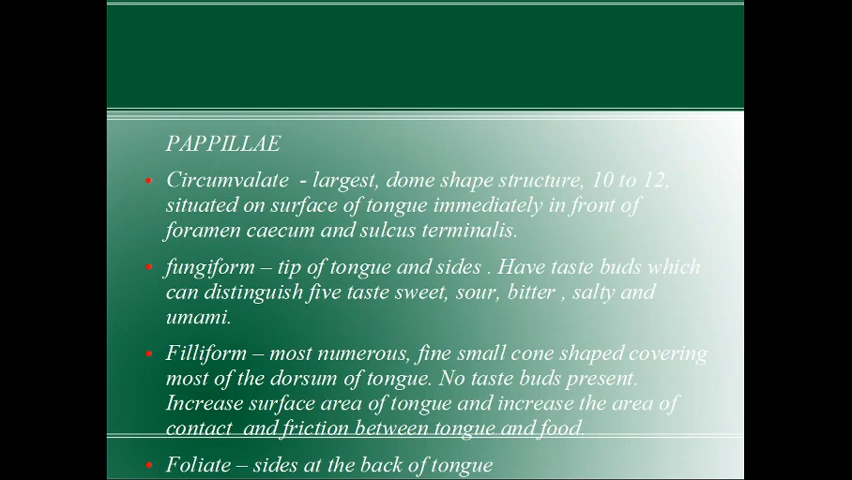 PAPPILLAE
Circumvalate - largest, dome shape structure, 10 to 12,
situated on surface of tongue immediately in front of
foramen caecum and sulcus terminalis.
fungiform – tip of tongue and sides . Have taste buds which
can distinguish five taste sweet, sour, bitter , salty and
umami.
Filliform – most numerous, fine small cone shaped covering
most of the dorsum of tongue. No taste buds present.
Increase surface area of tongue and increase the area of
contact and friction between tongue and food.
Foliate – sides at the back of tongue